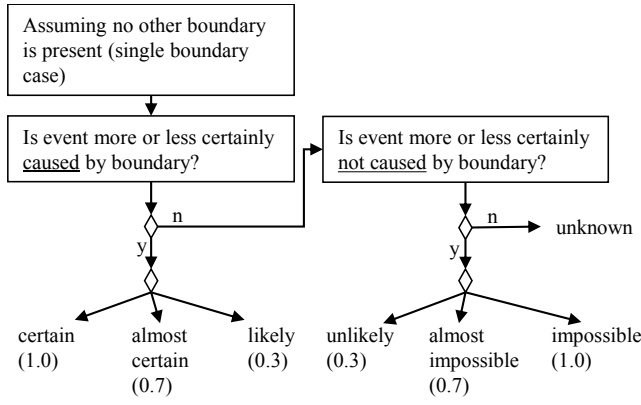 Assuming no other boundary
is present (single boundary
case)
Is event more or less certainly
caused by boundary?
Is event more or less certainly
not caused by boundary?
n
y
n
unknown
y
certain
(1.0)
almost
certain
(0.7)
likely
(0.3)
unlikely
(0.3)
almost
impossible
(0.7)
impossible
(1.0)